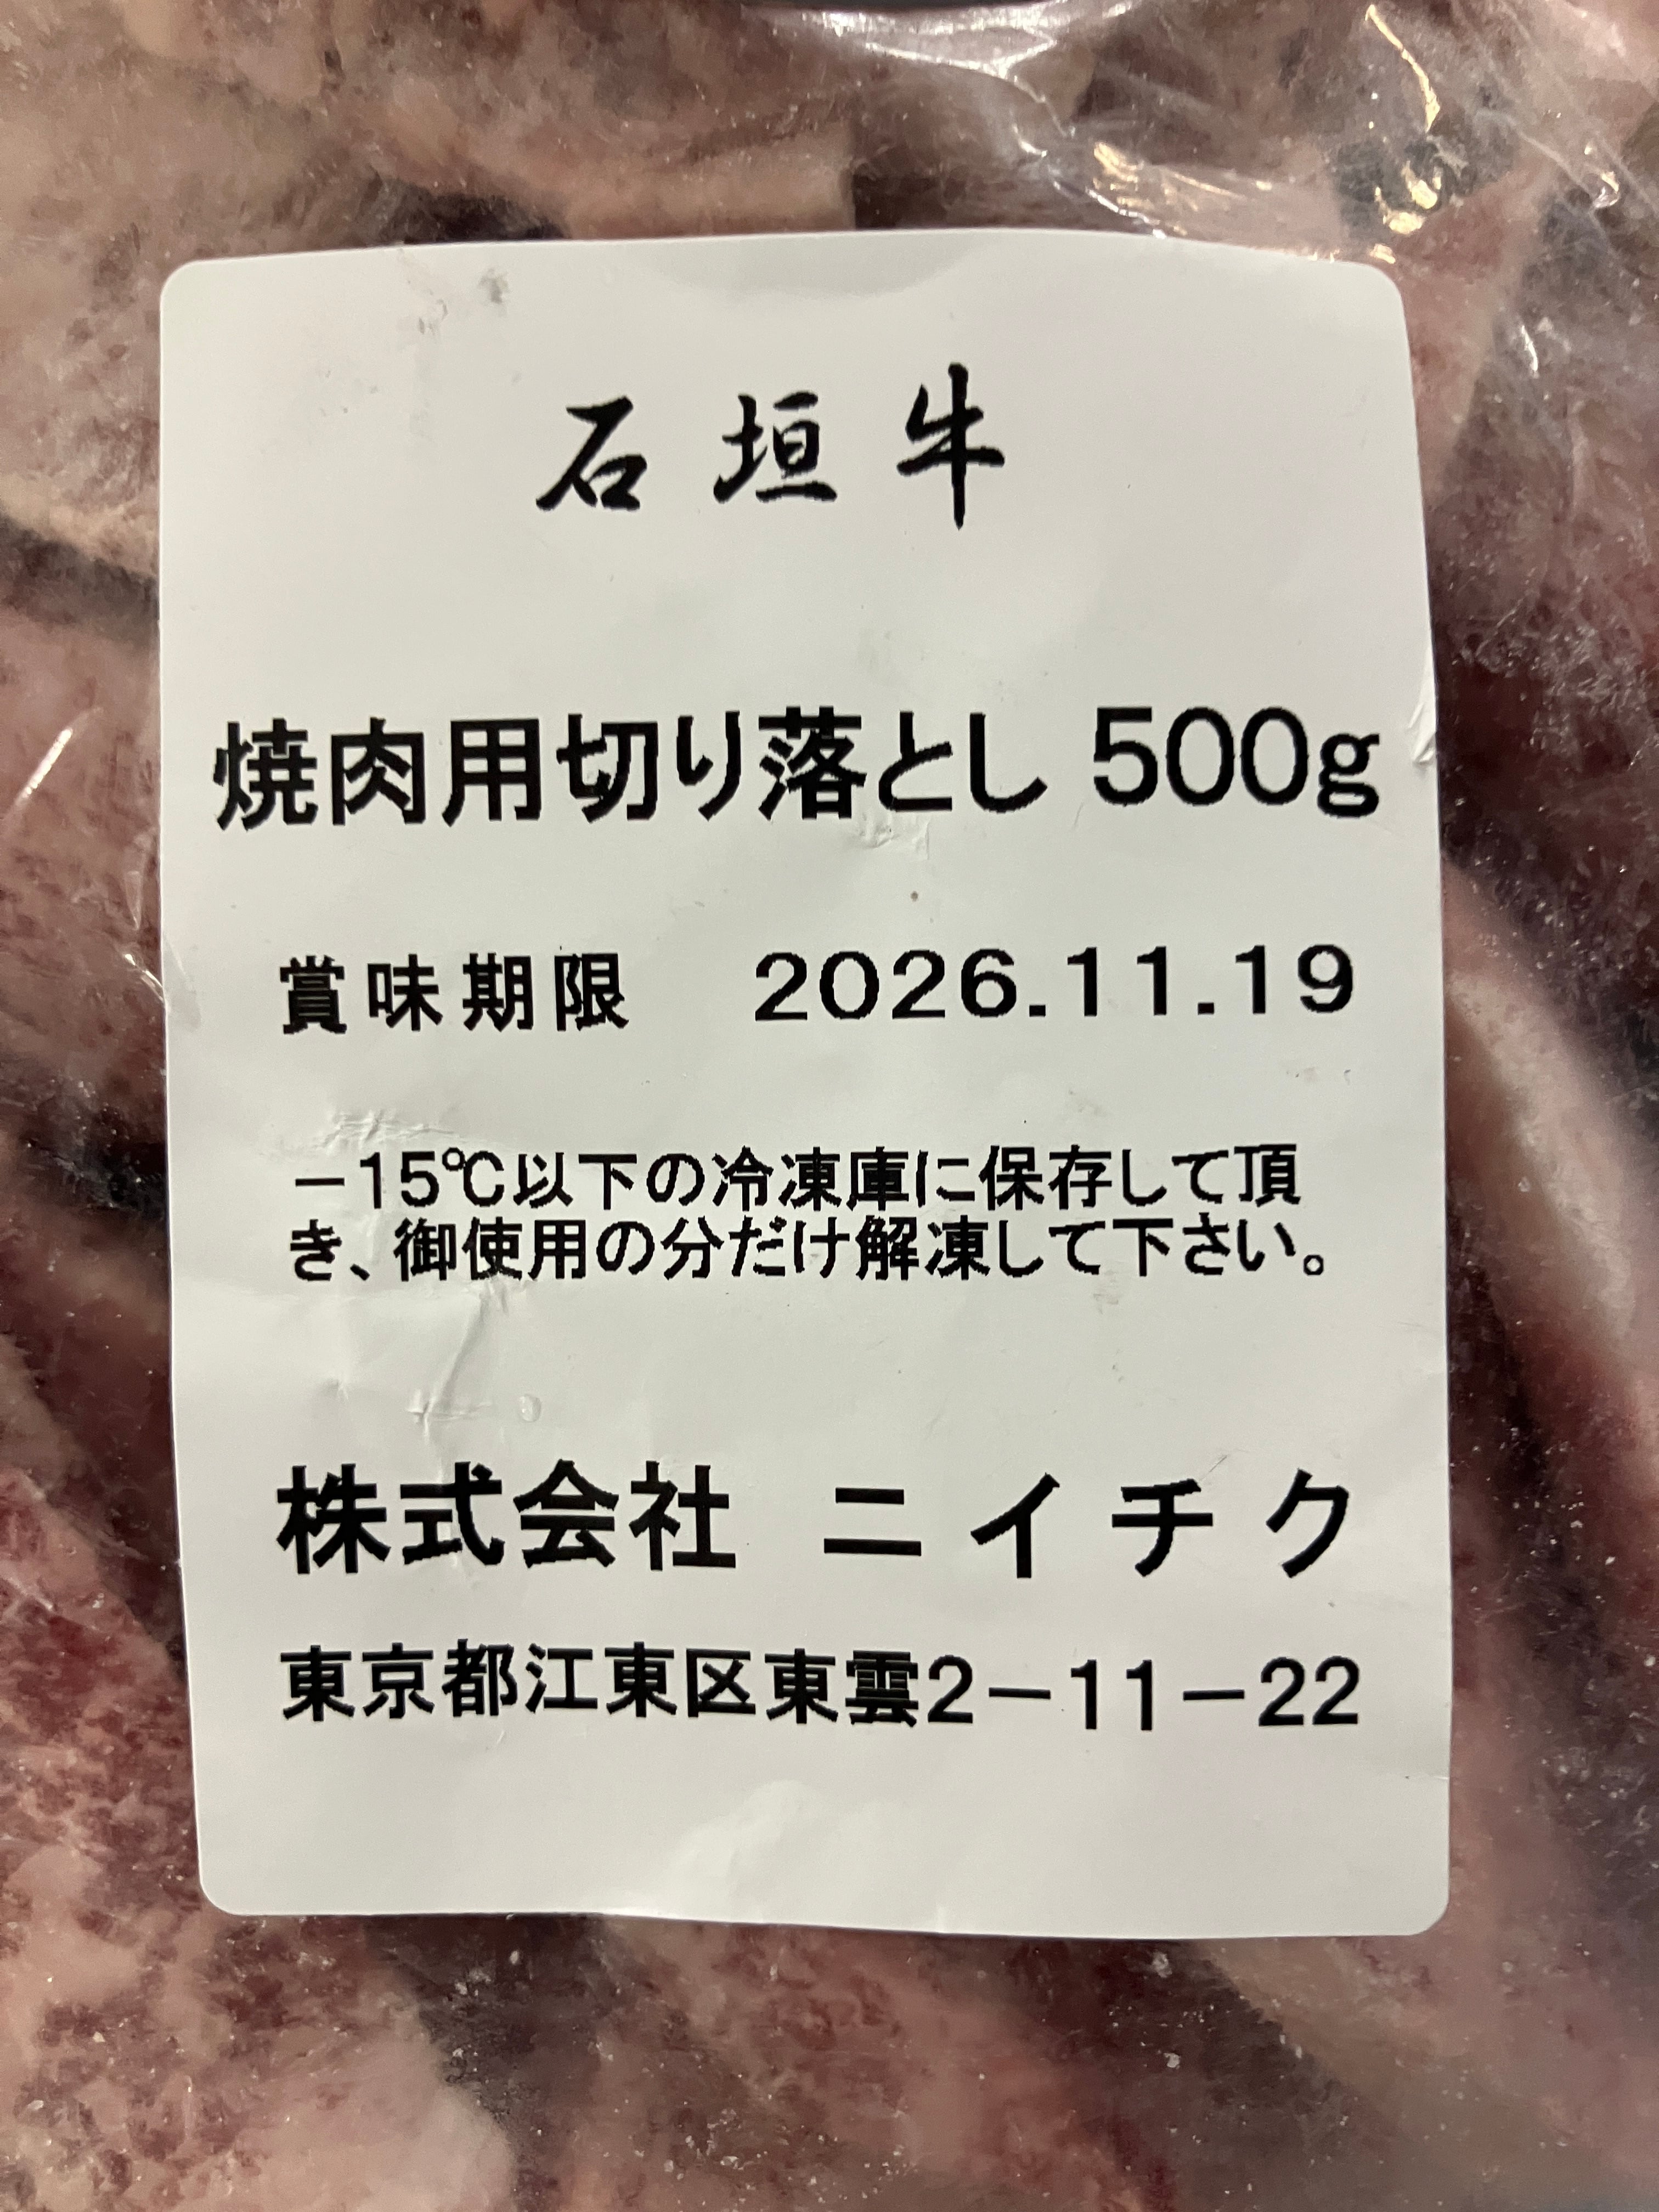 石垣牛
焼肉用切り落とし 500g
賞味期限 2026.11.19
－15℃以下の冷凍庫に保存して頂
き、御使用の分だけ解凍して下さい。
株式会社 ニイチク
東京都江東区東雲2－11－22